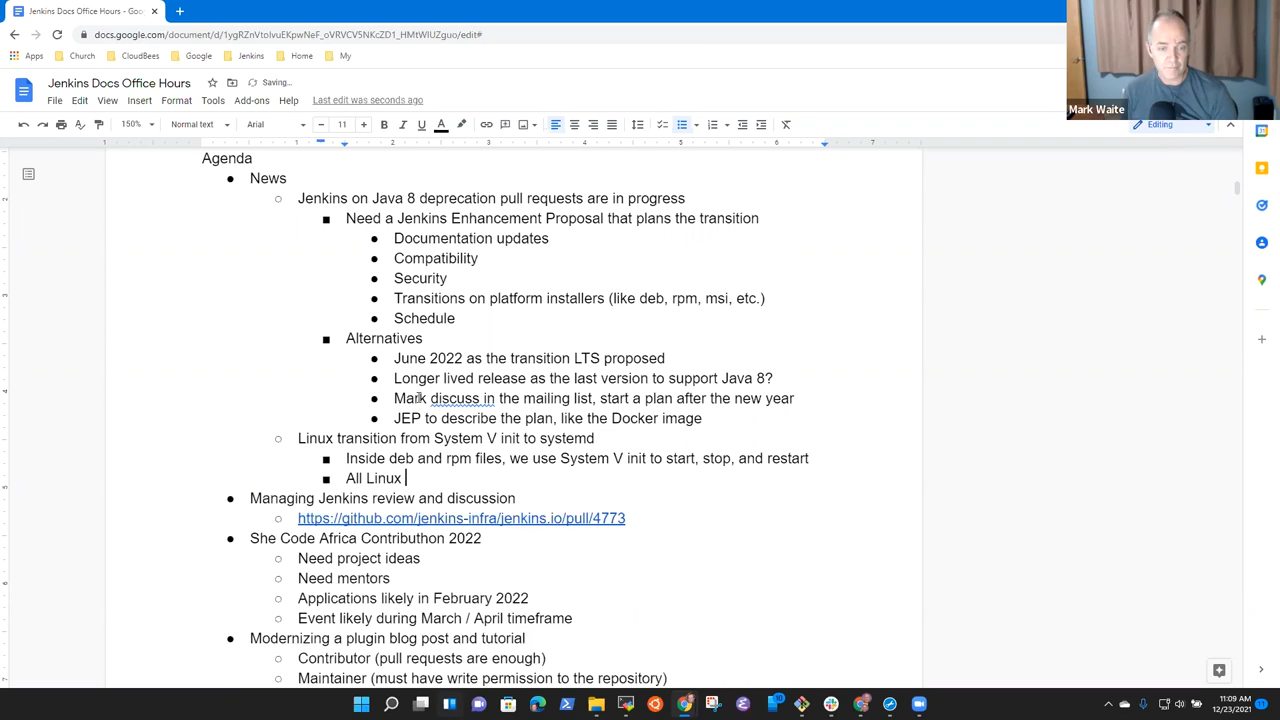 Jenkins Docs Office Hours - Goo
docs.google.com/document/d/1ygRZnVtoIvuEKpwNeF_oVRVCV5NKcZD1_HMtWIUZguo/edit#
Apps Church CloudBees Google Jenkins Home My
Jenkins Docs Office Hours Saving...
File Edit View Insert Format Tools Add-ons Help Last edit was seconds ago
Mark Waite
150% Normal text Arial 11 Editing
1 1 2 3 4 5 6 7
Agenda
News
Jenkins on Java 8 deprecation pull requests are in progress
Need a Jenkins Enhancement Proposal that plans the transition
Documentation updates
Compatibility
Security
Transitions on platform installers (like deb, rpm, msi, etc.)
Schedule
Alternatives
June 2022 as the transition LTS proposed
Longer lived release as the last version to support Java 8?
Mark discuss in the mailing list, start a plan after the new year
JEP to describe the plan, like the Docker image
Linux transition from System V init to systemd
Inside deb and rpm files, we use System V init to start, stop, and restart
All Linux
Managing Jenkins review and discussion
https://github.com/jenkins-infra/jenkins.io/pull/4773
She Code Africa Contributhon 2022
Need project ideas
Need mentors
Applications likely in February 2022
Event likely during March / April timeframe
Modernizing a plugin blog post and tutorial
Contributor (pull requests are enough)
Maintainer (must have write permission to the repository)
11:09 AM
12/23/2021